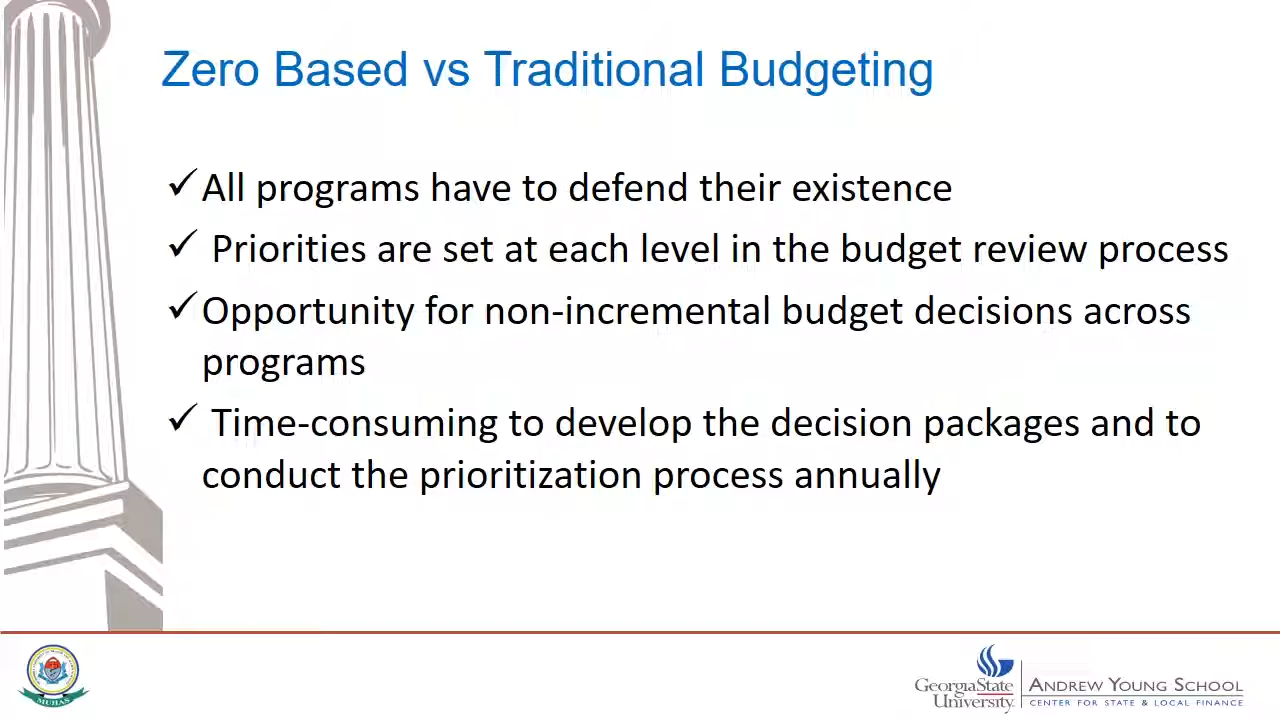 Zero Based vs Traditional Budgeting
✓ All programs have to defend their existence
✓ Priorities are set at each level in the budget review process
✓ Opportunity for non-incremental budget decisions across
programs
✓ Time-consuming to develop the decision packages and to
conduct the prioritization process annually
MUHAS
GeorgiaState
University
ANDREW YOUNG SCHOOL
CENTER FOR STATE & LOCAL FINANCE